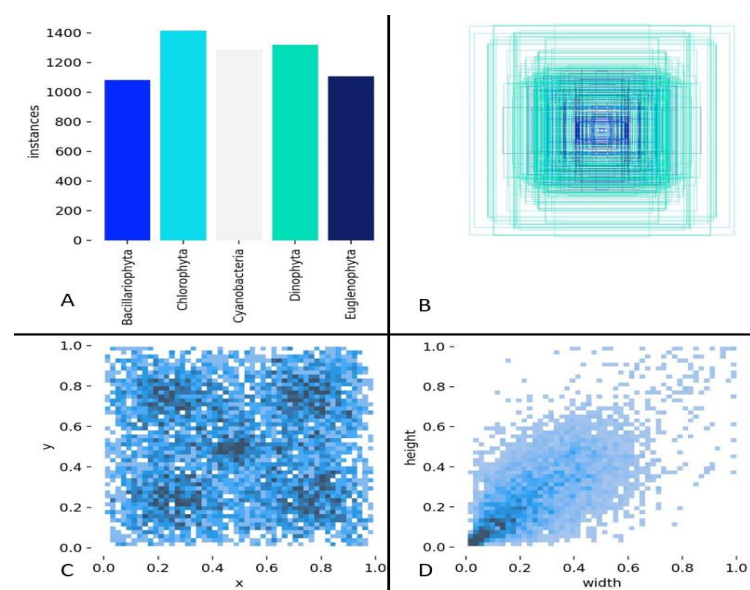 1400
1200
1000
800
600
400
200
0
instances
Bacillariophyta
Chlorophyta
Cyanobacteria
Dinophyta
Euglenophyta
A
B
1.0
0.8
0.6
0.4
0.2
0.0
y
0.0 0.2 0.4 0.6 0.8 1.0
x
C
1.0
0.8
0.6
0.4
0.2
0.0
height
0.0 0.2 0.4 0.6 0.8 1.0
width
D